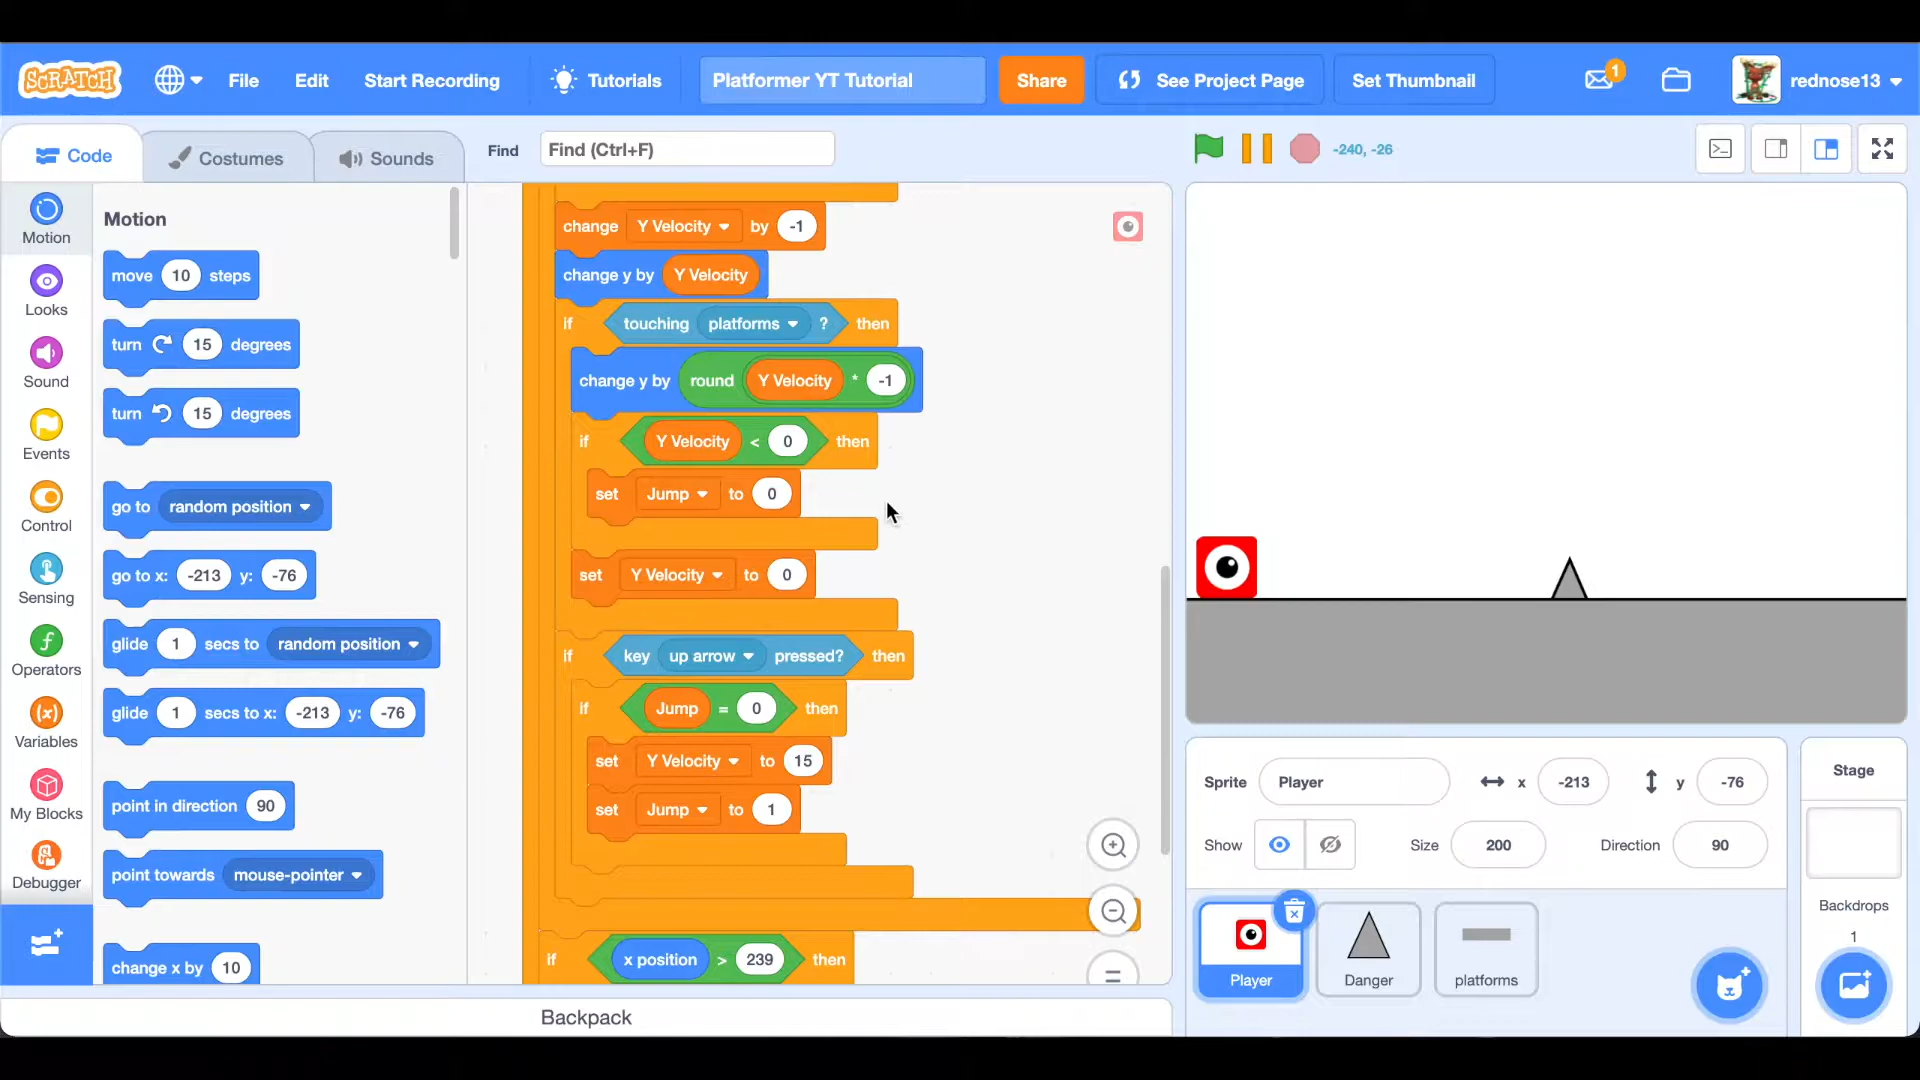 SCRATCH File Edit Start Recording Tutorials Platformer YT Tutorial Share See Project Page Set Thumbnail 1 rednose13
Code Costumes Sounds Find Find (Ctrl+F) -240, -26
Motion
Looks
Sound
Events
Control
Sensing
Operators
Variables
My Blocks
Debugger
Motion
move 10 steps
turn 15 degrees
turn 15 degrees
go to random position
go to x: -213 y: -76
glide 1 secs to random position
glide 1 secs to x: -213 y: -76
point in direction 90
point towards mouse-pointer
change x by 10
change Y Velocity by -1
change y by Y Velocity
if touching platforms ? then
change y by round Y Velocity * -1
if Y Velocity < 0 then
set Jump to 0
set Y Velocity to 0
if key up arrow pressed? then
if Jump = 0 then
set Y Velocity to 15
set Jump to 1
if x position > 239 then
Backpack
Sprite Player x -213 y -76
Show Size 200 Direction 90
Player Danger platforms
Stage
Backdrops
1